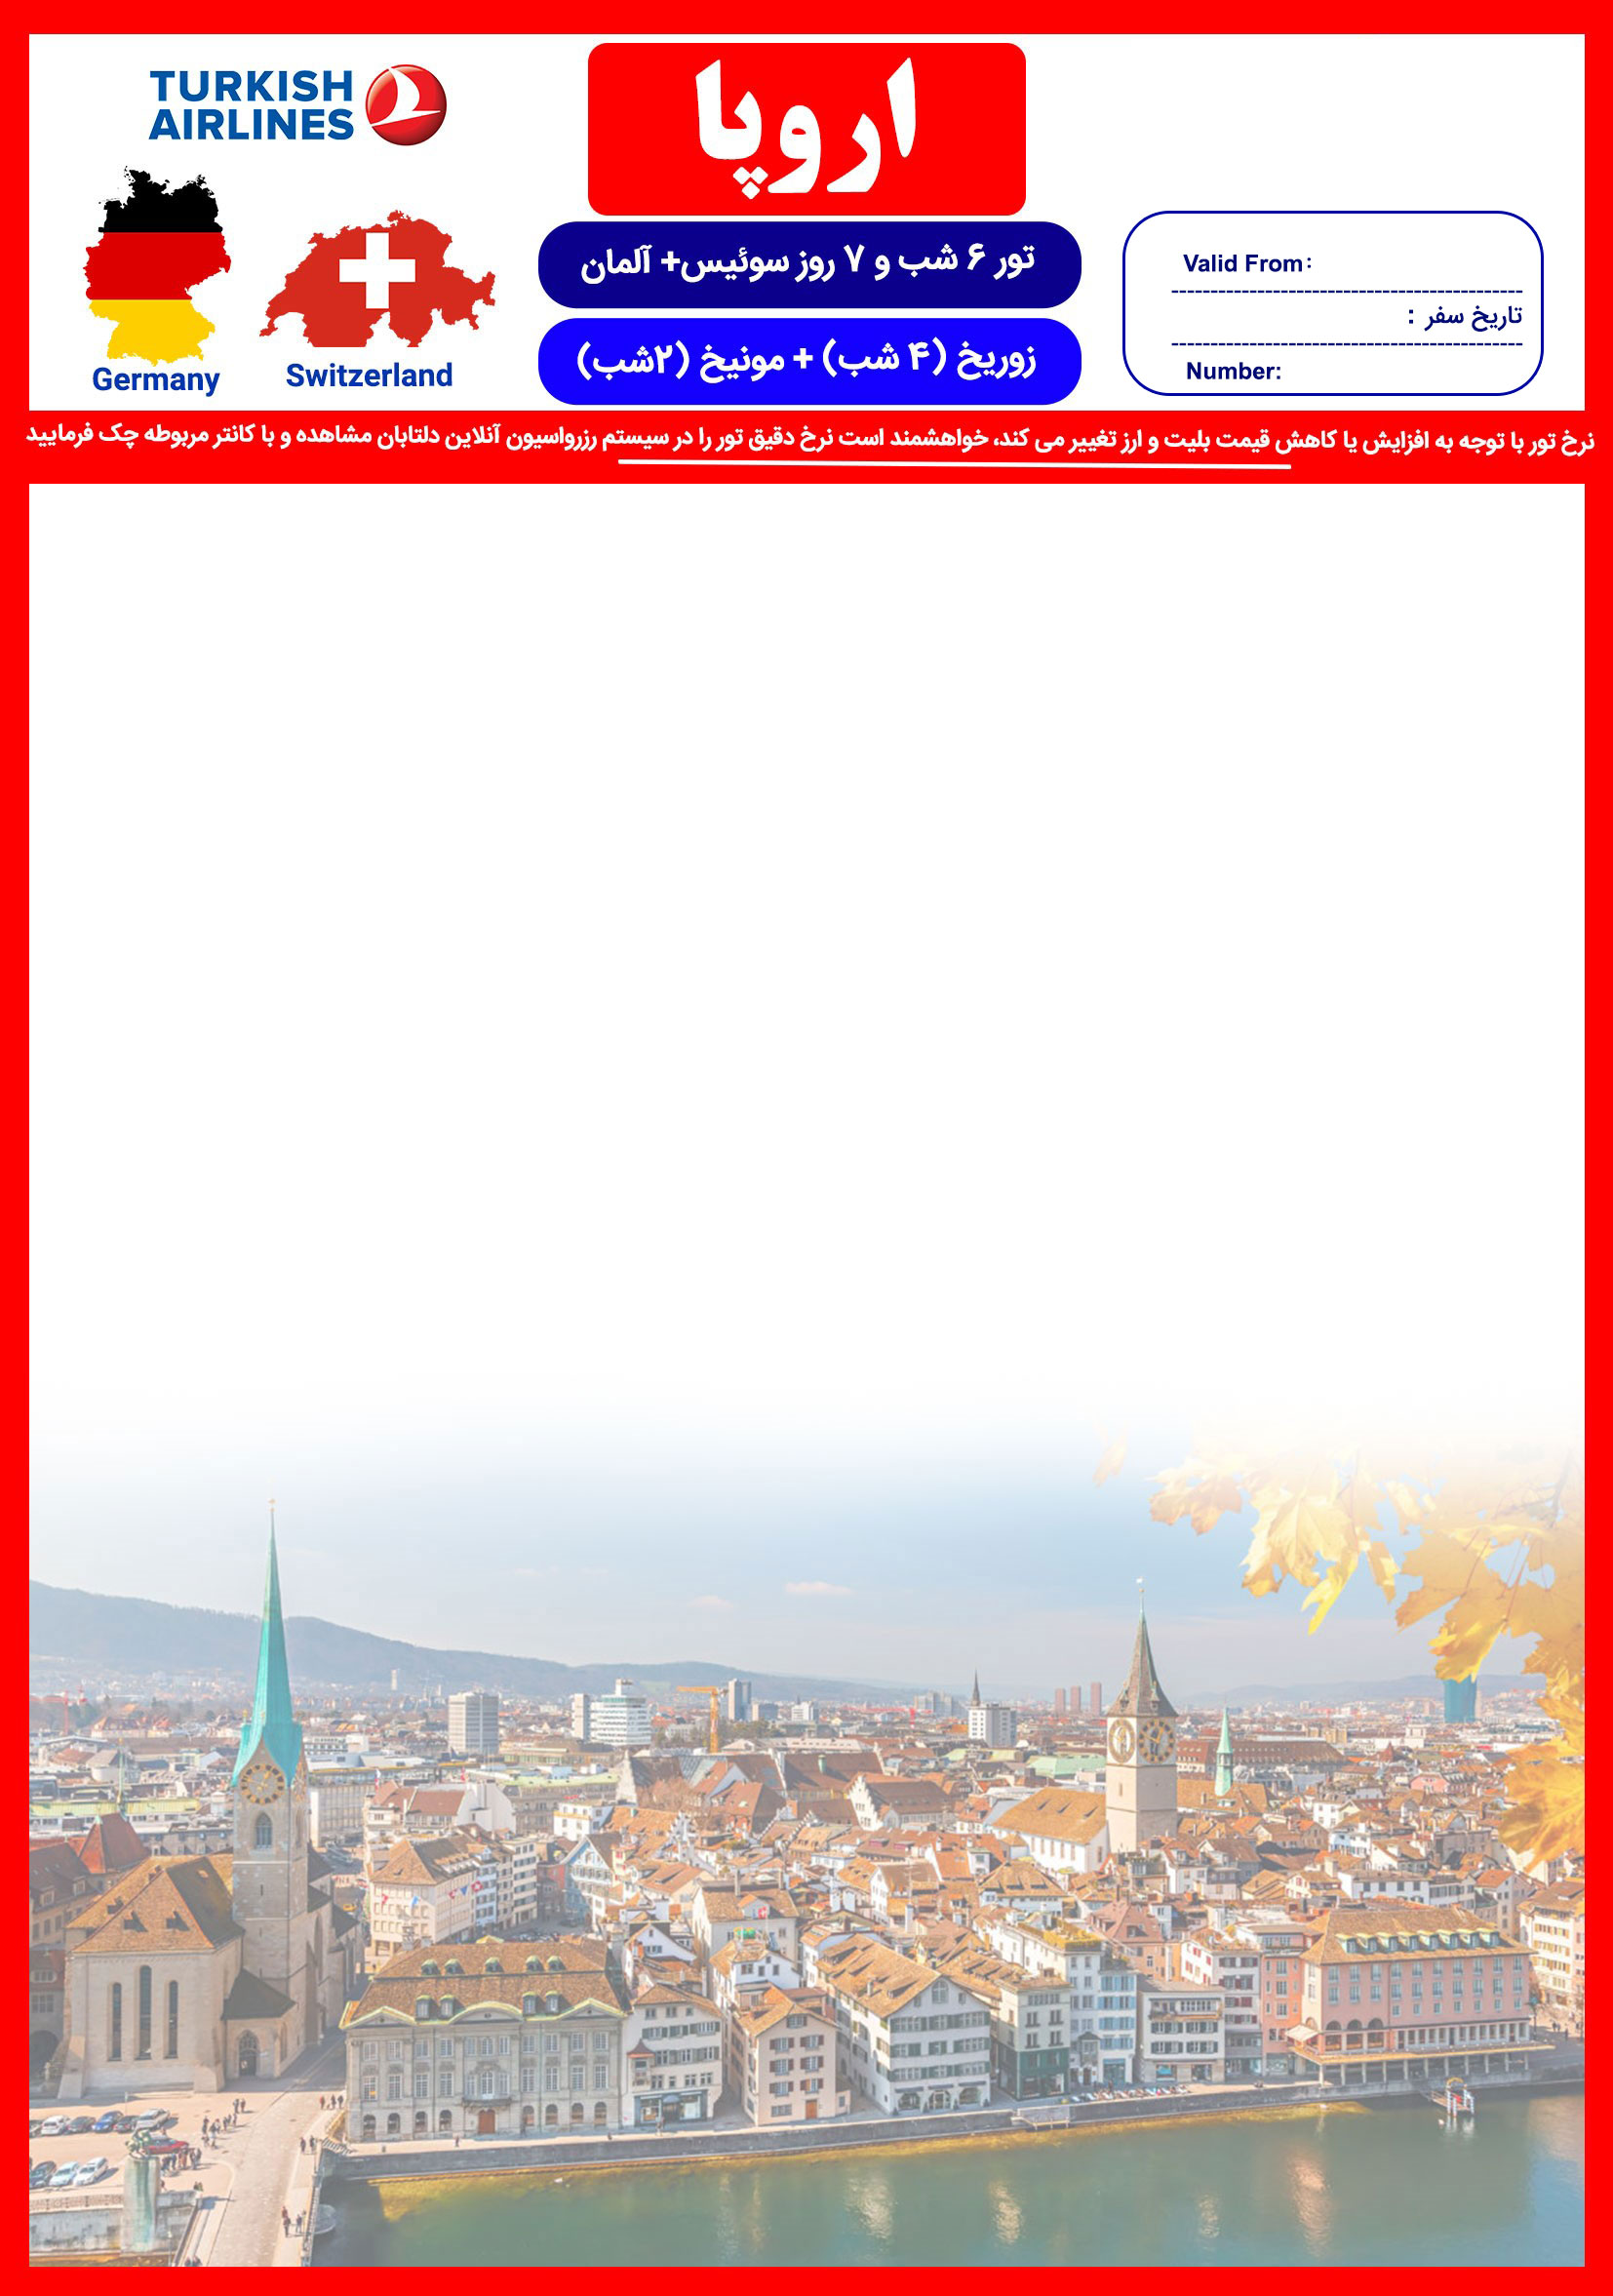 TURKISH
AIRLINES
اروپا
Germany
Switzerland
تور ۶ شب و ۷ روز سوئیس+ آلمان
زوریخ (۴ شب) + مونیخ (۲شب)
Valid From:
تاریخ سفر :
Number:
نرخ تور با توجه به افزایش یا کاهش قیمت بلیت و ارز تغییر می کند، خواهشمند است نرخ دقیق تور را در سیستم رزرواسیون آنلاین دلتابان مشاهده و با کانتر مربوطه چک فرمایید